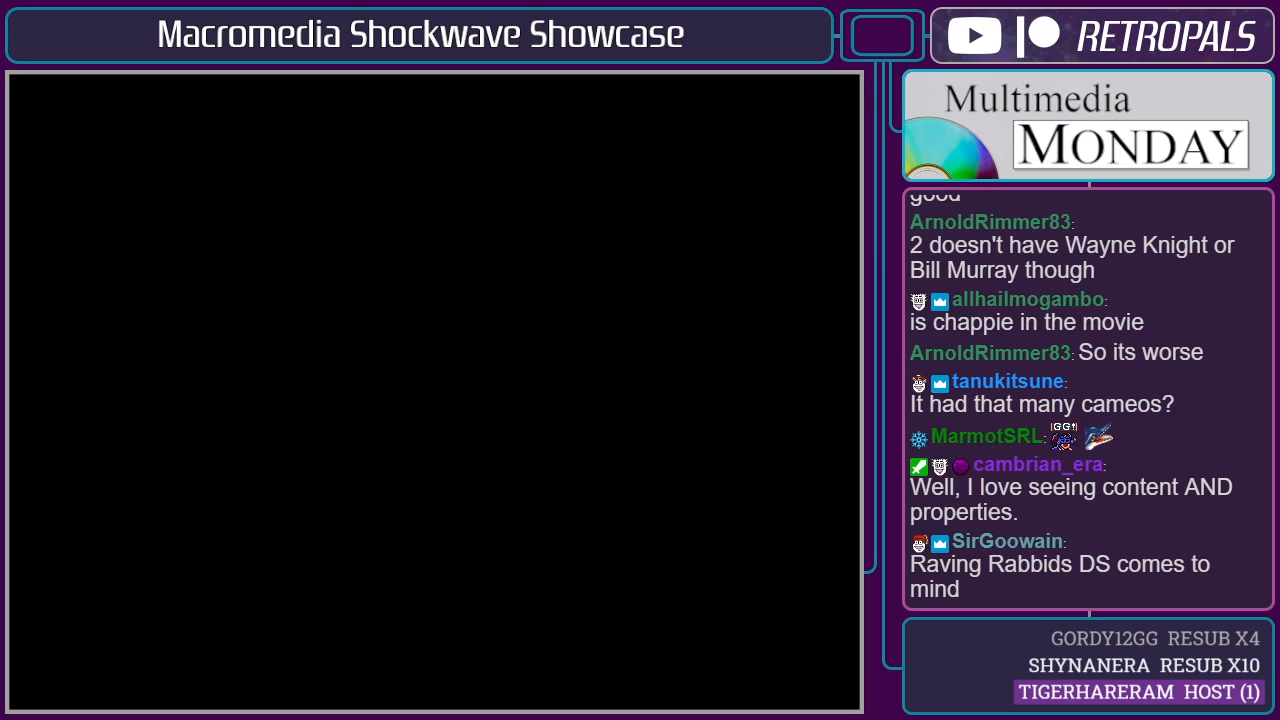 Macromedia Shockwave Showcase
RETROPALS
Multimedia
MONDAY
good
ArnoldRimmer83:
2 doesn't have Wayne Knight or
Bill Murray though
allhailmogambo:
is chappie in the movie
ArnoldRimmer83: So its worse
tanukitsune:
It had that many cameos?
MarmotSRL: GG!
cambrian_era:
Well, I love seeing content AND
properties.
SirGoowain:
Raving Rabbids DS comes to
mind
GORDY12GG RESUB X4
SHYNANERA RESUB X10
TIGERHARERAM HOST (1)